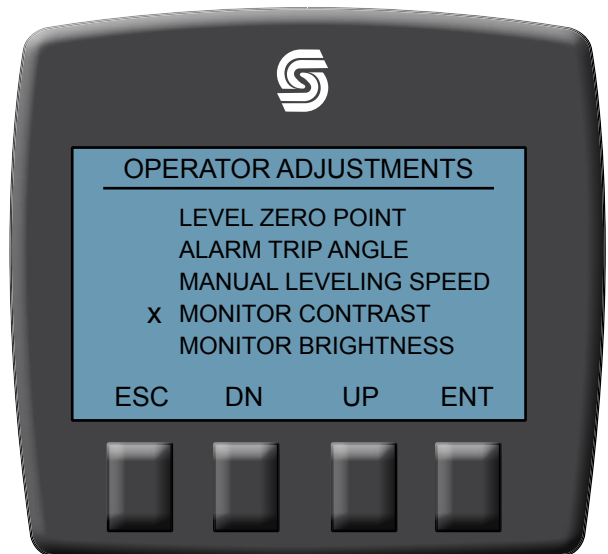 OPERATOR ADJUSTMENTS
LEVEL ZERO POINT
ALARM TRIP ANGLE
MANUAL LEVELING SPEED
X MONITOR CONTRAST
MONITOR BRIGHTNESS
ESC DN UP ENT